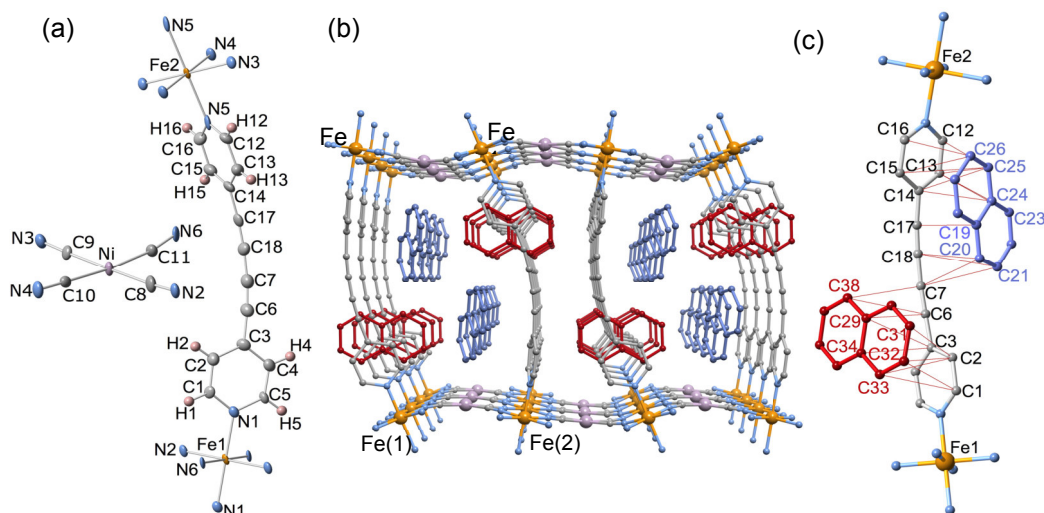 (a)
N5
N4
Fe2
N3
N5
H16
H12
C16
C12
C15
C13
H15
H13
C14
C17
N3
C9
N6
C18
Ni
C11
C7
N4
C10
C8
N2
C6
H2
C3
H4
C2
C4
C1
C5
H1
N1
H5
Fe1
N2
N6
N1
(b)
Fe
Fe
Fe(1)
Fe(2)
(c)
Fe2
C16
C12
C26
C15
C13
C25
C14
C24
C17
C23
C19
C18
C20
C21
C7
C38
C6
C29
C31
C3
C34
C32
C2
C33
C1
Fe1